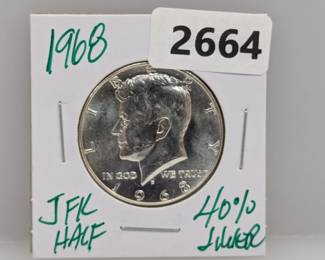 1968
2664
LIBERTY
IN GOD WE TRUST
D
1968
JFK 40%
HALF SILVER